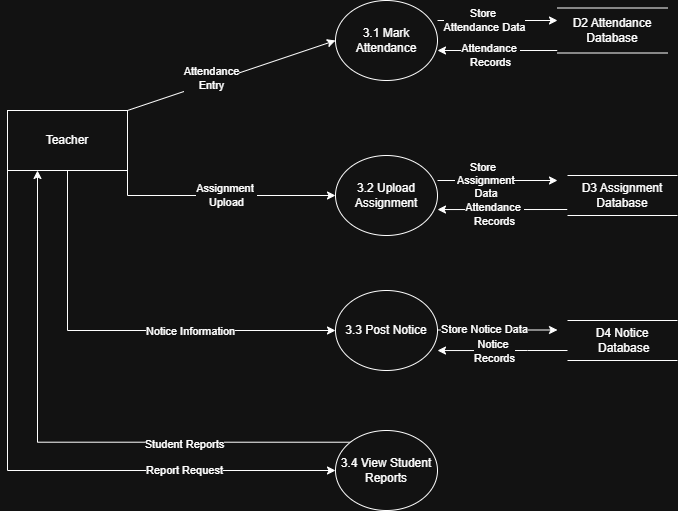 3.1 Mark
Attendance
Store
Attendance Data
D2 Attendance
Database
Attendance
Records
Attendance
Entry
Teacher
Assignment
Upload
3.2 Upload
Assignment
Store
Assignment
Data
Attendance
Records
D3 Assignment
Database
Notice Information
3.3 Post Notice
Store Notice Data
Notice
Records
D4 Notice
Database
Student Reports
Report Request
3.4 View Student
Reports